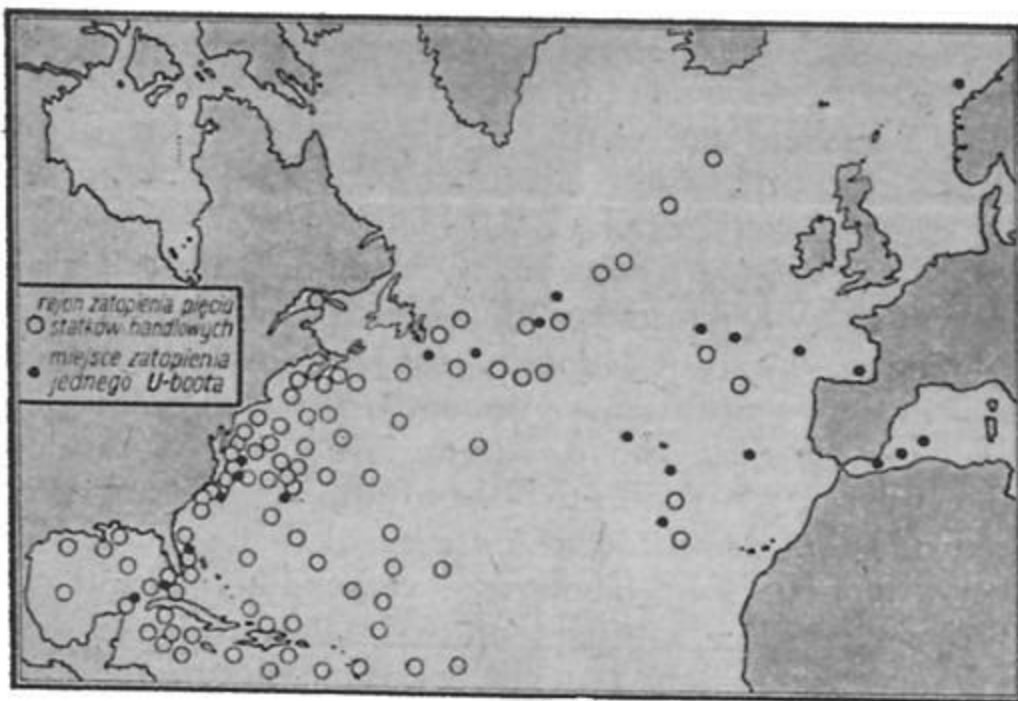 rejon zatopienia pięciu
statków handlowych
miejsce zatopienia
jednego U-boota